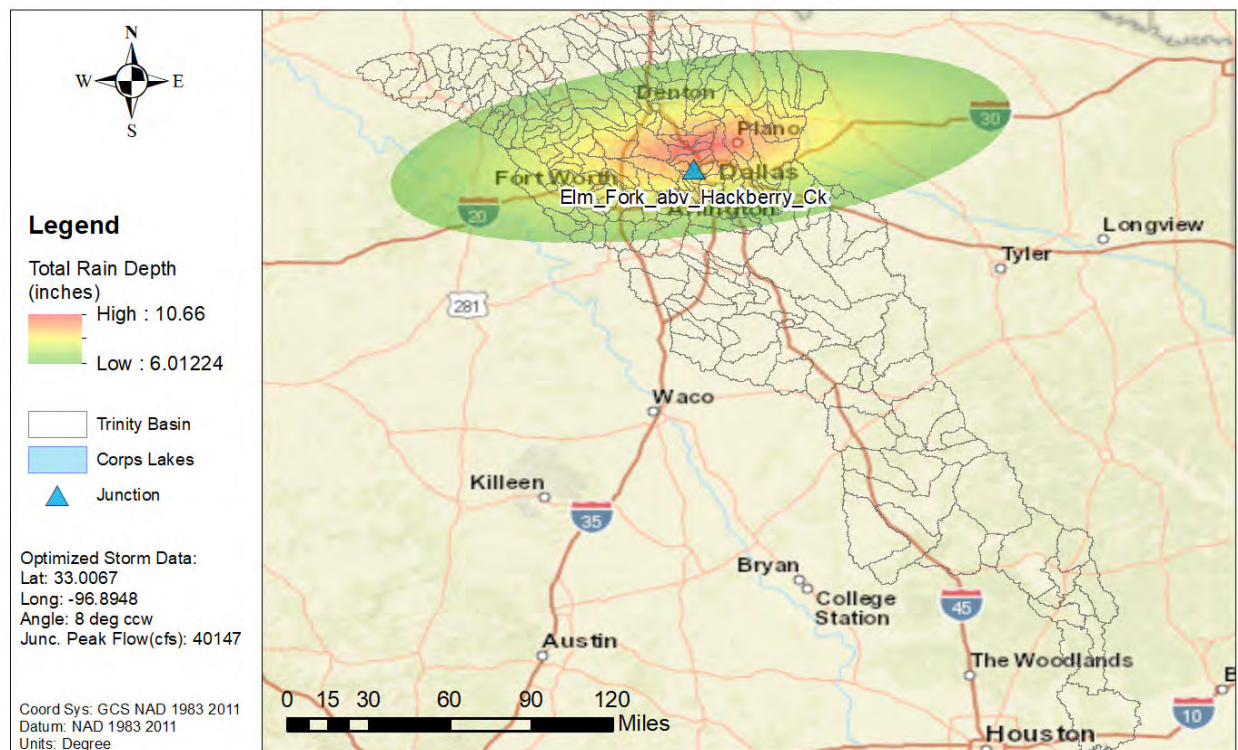 N
W
E
S
Legend
Total Rain Depth
(inches)
High : 10.66
Low : 6.01224
Trinity Basin
Corps Lakes
Junction
Optimized Storm Data:
Lat: 33.0067
Long: -96.8948
Angle: 8 deg ccw
Junc. Peak Flow(cfs): 40147
Coord Sys: GCS NAD 1983 2011
Datum: NAD 1983 2011
Units: Degree
Denton
30
Plano
Fort Worth
Dallas
Elm_Fork_abv_Hackberry_Ck
Arlington
20
Longview
Tyler
281
Waco
Killeen
35
Bryan
College
Station
45
Austin
The Woodlands
10
Houston
0 15 30 60 90 120
Miles